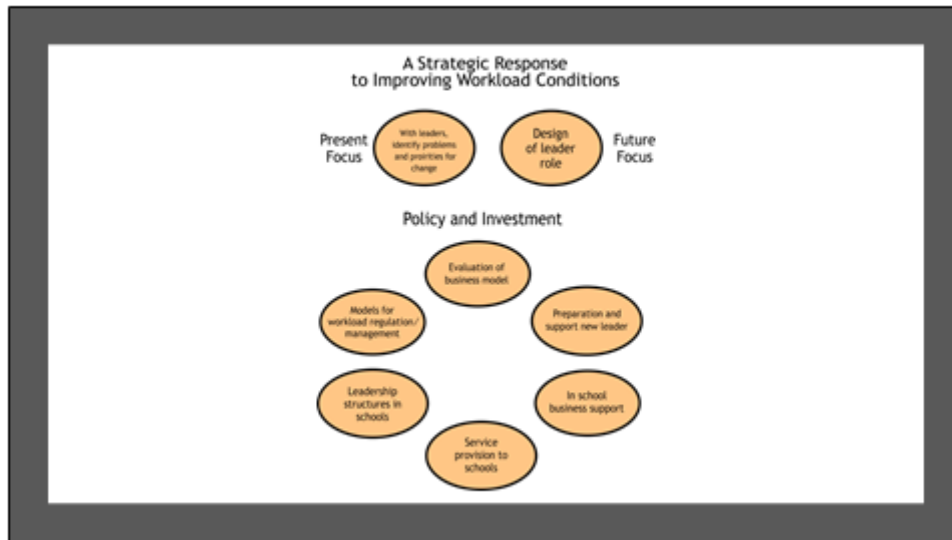 A Strategic Response
to Improving Workload Conditions
Present
Focus
With leaders,
identify problems
and proirities for
change
Design
of leader
role
Future
Focus
Policy and Investment
Evaluation of
business model
Models for
workload regulation/
management
Preparation and
support new leader
Leadership
structures in
schools
In school
business support
Service
provision to
schools